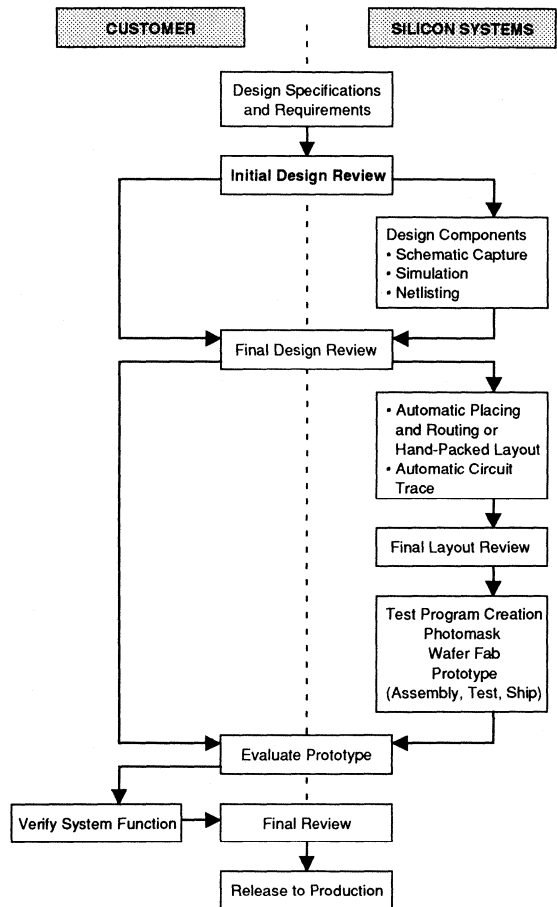 CUSTOMER
SILICON SYSTEMS
Design Specifications
and Requirements
Initial Design Review
Design Components
• Schematic Capture
• Simulation
• Netlisting
Final Design Review
• Automatic Placing
and Routing or
Hand-Packed Layout
• Automatic Circuit
Trace
Final Layout Review
Test Program Creation
Photomask
Wafer Fab
Prototype
(Assembly, Test, Ship)
Evaluate Prototype
Verify System Function
Final Review
Release to Production